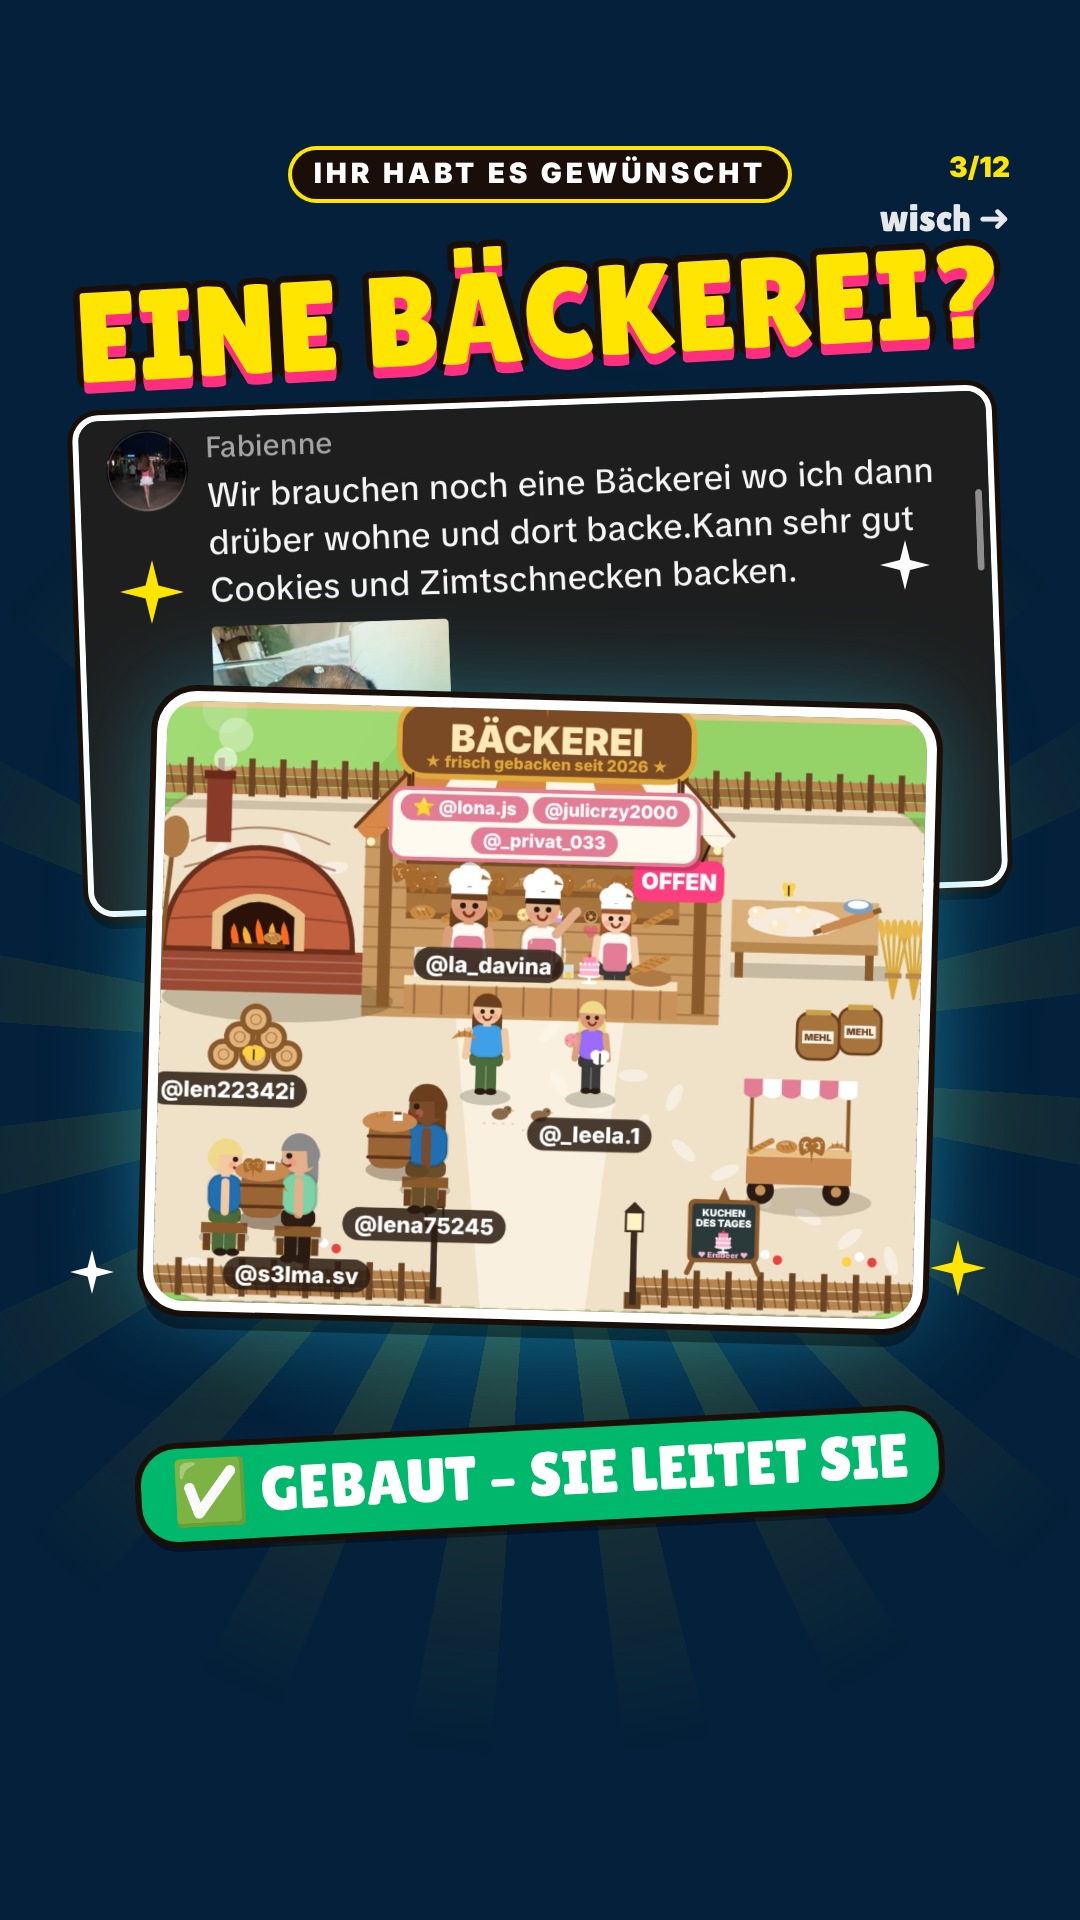 IHR HABT ES GEWÜNSCHT
3/12
wisch →
EINE BÄCKEREI?
Fabienne
Wir brauchen noch eine Bäckerei wo ich dann
drüber wohne und dort backe.Kann sehr gut
Cookies und Zimtschnecken backen.
BÄCKEREI
★ frisch gebacken seit 2026 ★
⭐ @lona.js @julicrzy2000
@_privat_033
OFFEN
@la_davina
MEHL
MEHL
@len22342i
@_leela.1
@lena75245
KUCHEN
DES TAGES
♥ Erdbeer ♥
@s3lma.sv
✅ GEBAUT – SIE LEITET SIE